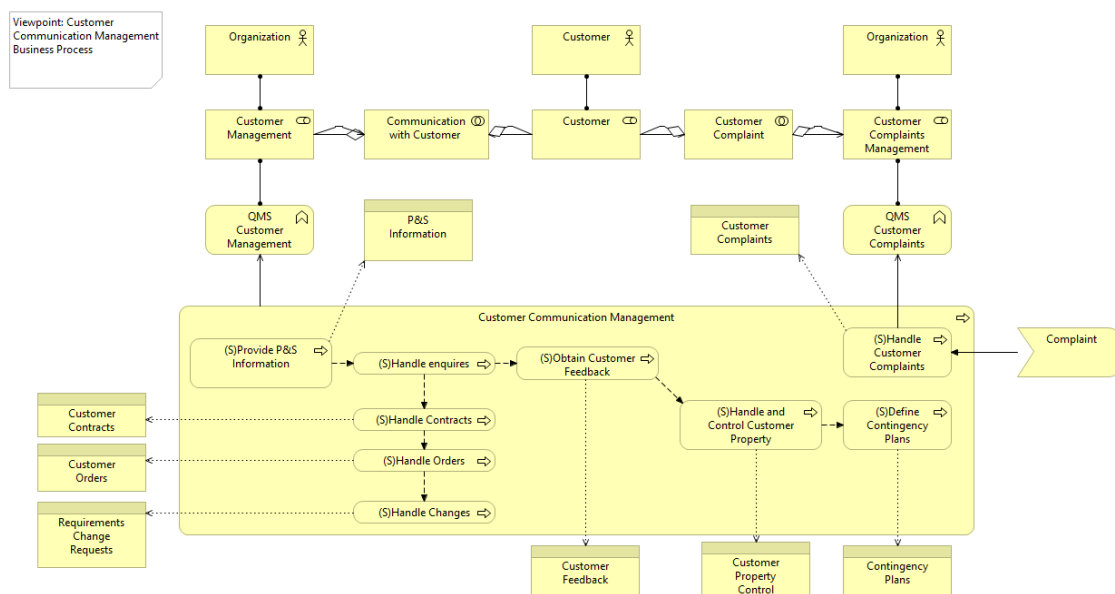 Viewpoint: Customer
Communication Management
Business Process
Organization
Customer
Organization
Customer
Management
Communication
with Customer
Customer
Customer
Complaint
Customer
Complaints
Management
QMS
Customer
Management
P&S
Information
Customer
Complaints
QMS
Customer
Complaints
Customer Communication Management
(S)Provide P&S
Information
(S)Handle enquires
(S)Obtain Customer
Feedback
(S)Handle
Customer
Complaints
Complaint
Customer
Contracts
(S)Handle Contracts
(S)Handle and
Control Customer
Property
(S)Define
Contingency
Plans
Customer
Orders
(S)Handle Orders
Requirements
Change
Requests
(S)Handle Changes
Customer
Feedback
Customer
Property
Control
Contingency
Plans